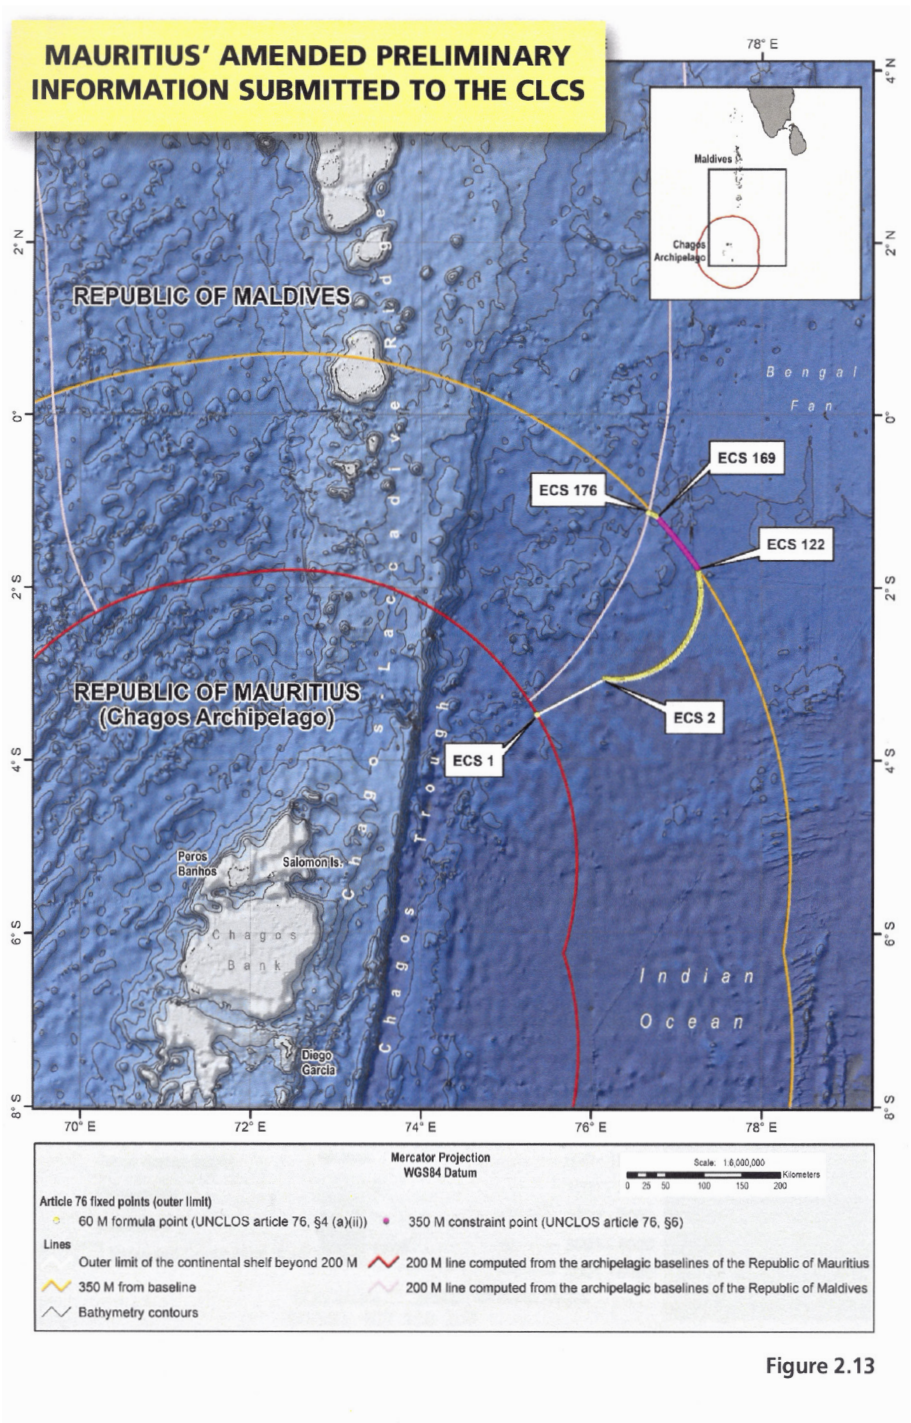 MAURITIUS' AMENDED PRELIMINARY
INFORMATION SUBMITTED TO THE CLCS
E
78° E
4° N
Maldives
Chagos
Archipelago
2° N
2° N
REPUBLIC OF MALDIVES
Bengal
Fan
0°
0°
ECS 169
ECS 176
ECS 122
2° S
2° S
REPUBLIC OF MAURITIUS
(Chagos Archipelago)
ECS 2
ECS 1
4° S
4° S
Chagos - Laccadive Ridge
Chagos Trough
Peros
Banhos
Salomon Is.
Chagos
Bank
6° S
6° S
Indian
Ocean
Diego
Garcia
8° S
8° S
70° E
72° E
74° E
76° E
78° E
Mercator Projection
WGS84 Datum
Scale: 1:6,000,000
Kilometers
0 25 50 100 150 200
Article 76 fixed points (outer limit)
60 M formula point (UNCLOS article 76, §4 (a)(ii))
350 M constraint point (UNCLOS article 76, §6)
Lines
Outer limit of the continental shelf beyond 200 M
200 M line computed from the archipelagic baselines of the Republic of Mauritius
350 M from baseline
200 M line computed from the archipelagic baselines of the Republic of Maldives
Bathymetry contours
Figure 2.13